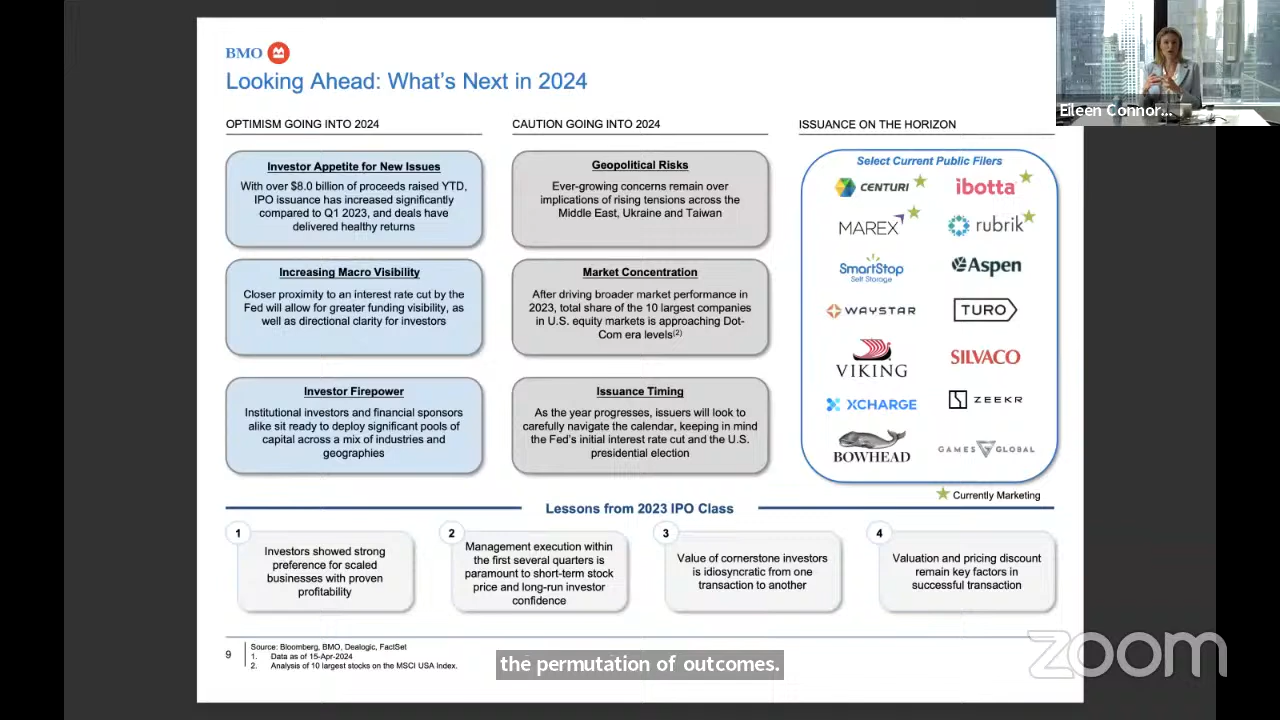 BMO
Looking Ahead: What's Next in 2024
OPTIMISM GOING INTO 2024
Investor Appetite for New Issues
With over $8.0 billion of proceeds raised YTD,
IPO issuance has increased significantly
compared to Q1 2023, and deals have
delivered healthy returns
Increasing Macro Visibility
Closer proximity to an interest rate cut by the
Fed will allow for greater funding visibility, as
well as directional clarity for investors
Investor Firepower
Institutional investors and financial sponsors
alike sit ready to deploy significant pools of
capital across a mix of industries and
geographies
CAUTION GOING INTO 2024
Geopolitical Risks
Ever-growing concerns remain over
implications of rising tensions across the
Middle East, Ukraine and Taiwan
Market Concentration
After driving broader market performance in
2023, total share of the 10 largest companies
in U.S. equity markets is approaching Dot-
Com era levels(2)
Issuance Timing
As the year progresses, issuers will look to
carefully navigate the calendar, keeping in mind
the Fed's initial interest rate cut and the U.S.
presidential election
ISSUANCE ON THE HORIZON
Select Current Public Filers
CENTURI
ibotta
MAREX
rubrik
SmartStop
Self Storage
Aspen
WAYSTAR
TURO
VIKING
SILVACO
XCHARGE
ZEEKR
BOWHEAD
GAMES GLOBAL
Currently Marketing
Lessons from 2023 IPO Class
1
Investors showed strong
preference for scaled
businesses with proven
profitability
2
Management execution within
the first several quarters is
paramount to short-term stock
price and long-run investor
confidence
3
Value of cornerstone investors
is idiosyncratic from one
transaction to another
4
Valuation and pricing discount
remain key factors in
successful transaction
9
Source: Bloomberg, BMO, Dealogic, FactSet
1. Data as of 15-Apr-2024
2. Analysis of 10 largest stocks on the MSCI USA Index.
the permutation of outcomes.
Eileen Connor...
zoom